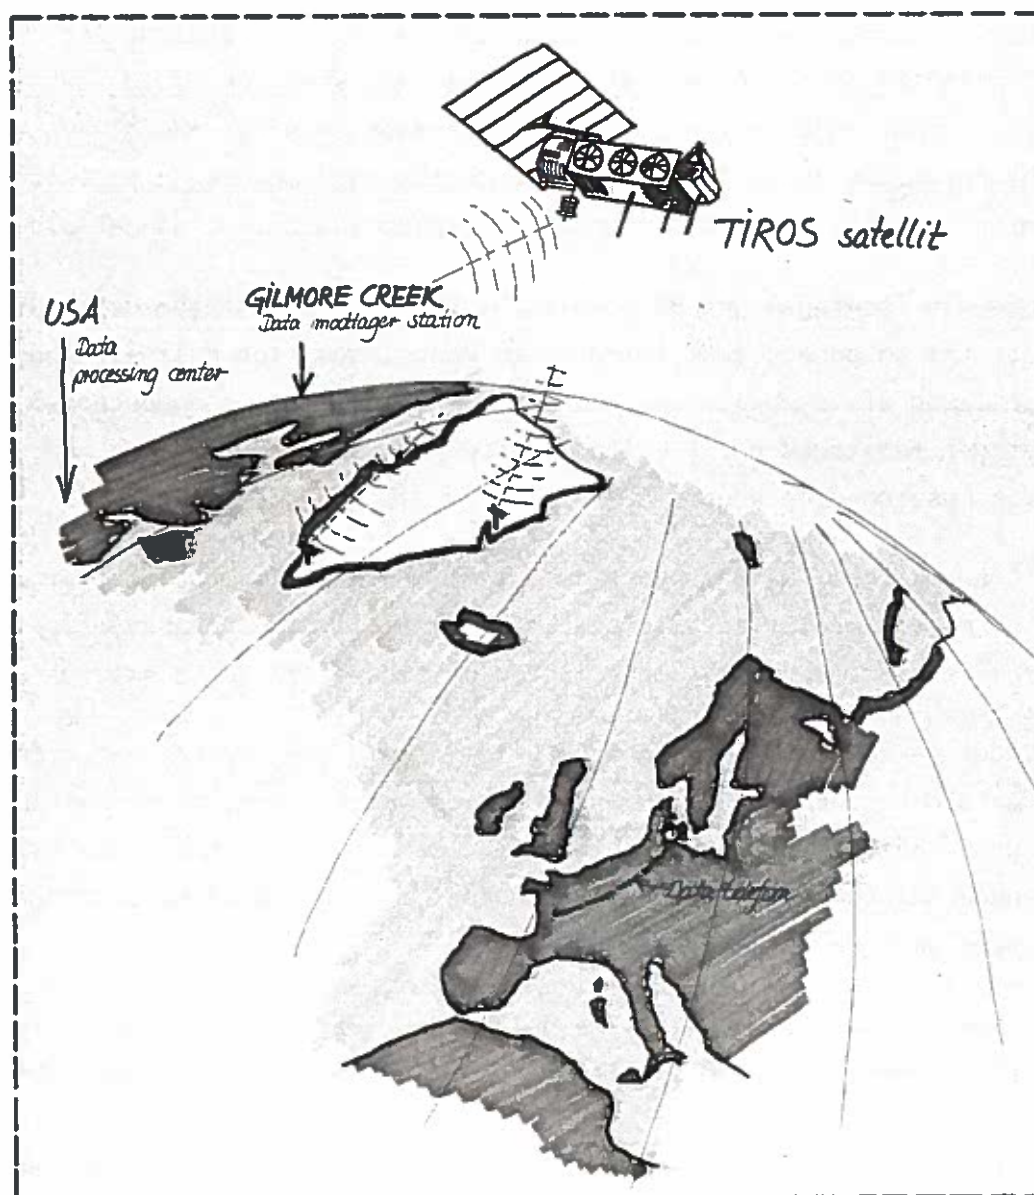 TIROS satellit
USA
Data
processing center
GILMORE CREEK
Data modtager station
Data telefon